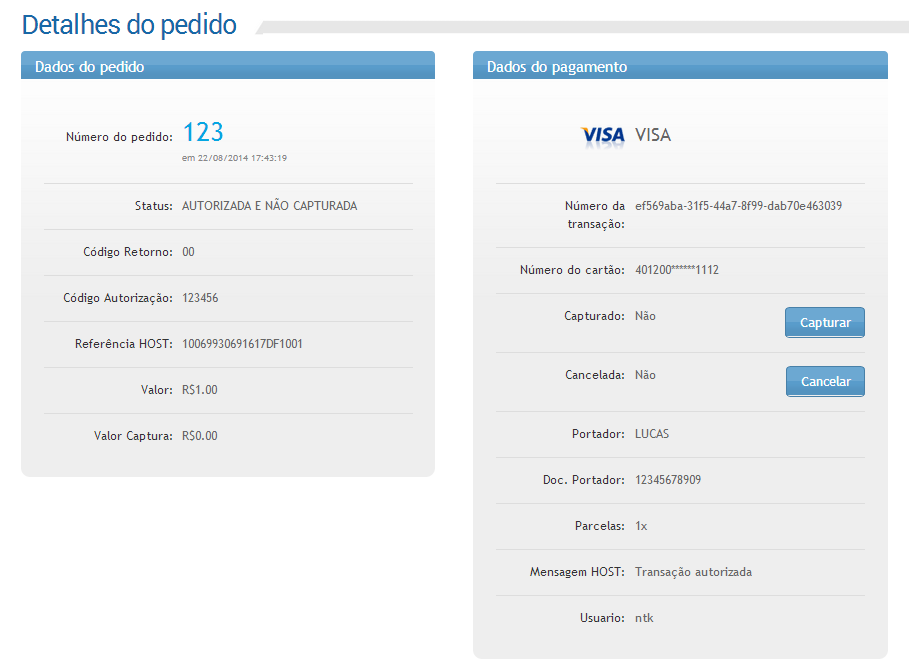 Detalhes do pedido
Dados do pedido
Número do pedido: 123
em 22/08/2014 17:43:19
Status: AUTORIZADA E NÃO CAPTURADA
Código Retorno: 00
Código Autorização: 123456
Referência HOST: 10069930691617DF1001
Valor: R$1.00
Valor Captura: R$0.00
Dados do pagamento
VISA VISA
Número da ef569aba-31f5-44a7-8f99-dab70e463039
transação:
Número do cartão: 401200******1112
Capturado: Não Capturar
Cancelada: Não Cancelar
Portador: LUCAS
Doc. Portador: 12345678909
Parcelas: 1x
Mensagem HOST: Transação autorizada
Usuario: ntk